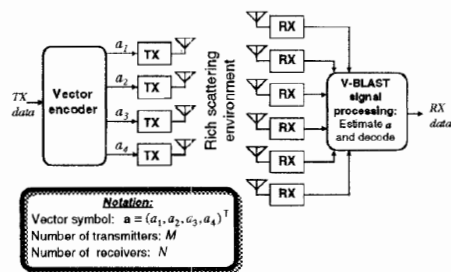 TX data
Vector encoder
a1
TX
a2
TX
a3
TX
a4
TX
Rich scattering environment
RX
RX
RX
RX
RX
RX
V-BLAST
signal
processing:
Estimate a
and decode
RX data
Notation:
Vector symbol: a = (a1, a2, a3, a4)^T
Number of transmitters: M
Number of receivers: N